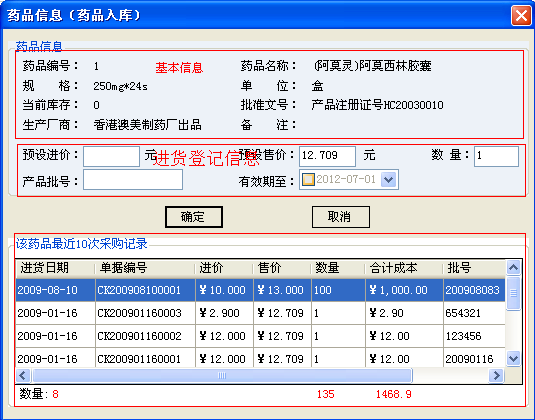 药品信息（药品入库）
药品信息
药品编号： 1 基本信息 药品名称： (阿莫灵)阿莫西林胶囊
规 格： 250mg*24s 单 位： 盒
当前库存： 0 批准文号： 产品注册证号HC20030010
生产厂商： 香港澳美制药厂出品 备 注：
预设进价： 元 进货登记信息 预设售价： 12.709 元 数 量： 1
产品批号： 有效期至： 2012-07-01
确定 取消
该药品最近10次采购记录
进货日期 单据编号 进价 售价 数量 合计成本 批号
2009-08-10 CK200908100001 ￥10.000 ￥13.000 100 ￥1,000.00 200908083
2009-01-16 CK200901160003 ￥2.900 ￥12.709 1 ￥2.90 654321
2009-01-16 CK200901160002 ￥12.000 ￥12.709 1 ￥12.00 123456
2009-01-16 CK200901160001 ￥12.000 ￥12.709 1 ￥12.00 20090116
数量: 8 135 1468.9